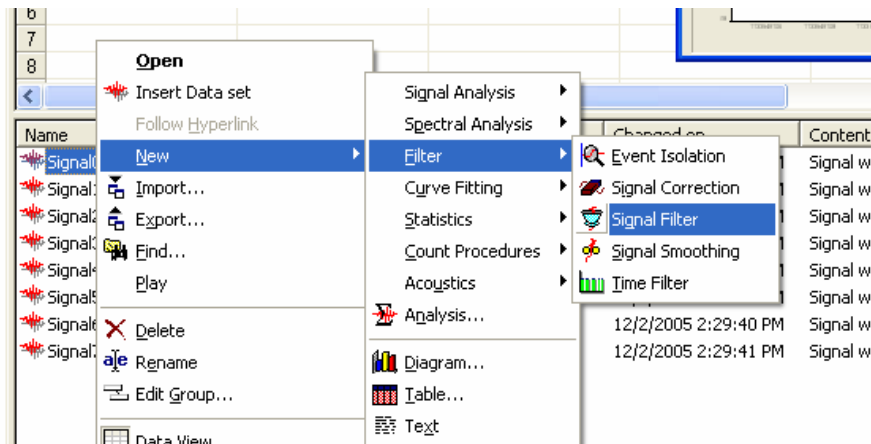 6
7
8
Name
Changed on
Content
Signal
Signal w
Signal1
Signal w
Signal2
Signal w
Signal3
Signal w
Signal4
Signal w
Signal5
Signal w
Signal6
12/2/2005 2:29:40 PM
Signal w
Signal7
12/2/2005 2:29:41 PM
Signal w
Open
Insert Data set
Follow Hyperlink
New
Import...
Export...
Find...
Play
Delete
Rename
Edit Group...
Data View
Signal Analysis
Spectral Analysis
Filter
Curve Fitting
Statistics
Count Procedures
Acoustics
Analysis...
Diagram...
Table...
Text
Event Isolation
Signal Correction
Signal Filter
Signal Smoothing
Time Filter